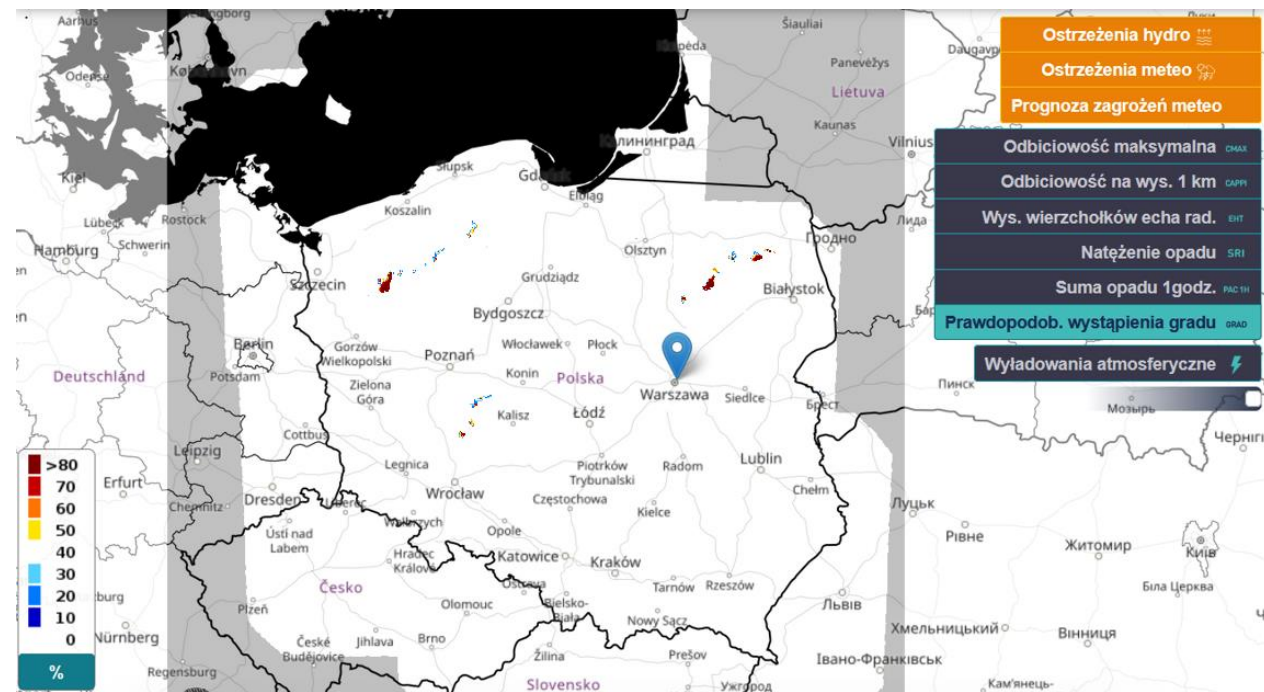 Aarhus
Šiauliai
Ostrzeżenia hydro
Panevėžys
Odense
København
Ostrzeżenia meteo
Lietuva
Prognoza zagrożeń meteo
Kaunas
Vilnius
Калининград
Odbiciowość maksymalna CMAX
Słupsk
Kiel
Gdańsk
Odbiciowość na wys. 1 km CAPPI
Elbląg
Koszalin
Lübeck
Rostock
Лида
Wys. wierzchołków echa rad. EHT
Hamburg
Schwerin
Olsztyn
Гродно
Natężenie opadu SRI
Szczecin
Grudziądz
Białystok
Suma opadu 1godz. PAC 1H
Bydgoszcz
Prawdopodob. wystąpienia gradu GRAD
Berlin
Gorzów
Wielkopolski
Włocławek
Płock
Poznań
Wyładowania atmosferyczne
Deutschland
Potsdam
Zielona
Góra
Konin
Polska
Warszawa
Siedlce
Брест
Пинск
Мозырь
Kalisz
Łódź
Cottbus
Leipzig
>80
70
60
50
40
30
20
10
0
%
Erfurt
Legnica
Piotrków
Trybunalski
Radom
Lublin
Chemnitz
Dresden
Liberec
Wrocław
Częstochowa
Chełm
Луцьк
Wałbrzych
Kielce
Ústí nad
Labem
Opole
Рівне
Житомир
Київ
Hradec
Králové
Katowice
Kraków
Česko
Ostrava
Tarnów
Rzeszów
Біла Церква
Plzeň
Olomouc
Bielsko-
Biała
Nowy Sącz
Львів
Nürnberg
České
Budějovice
Jihlava
Brno
Хмельницький
Вінниця
Žilina
Prešov
Івано-Франківськ
Regensburg
Slovensko
Ужгород
Кам'янець-